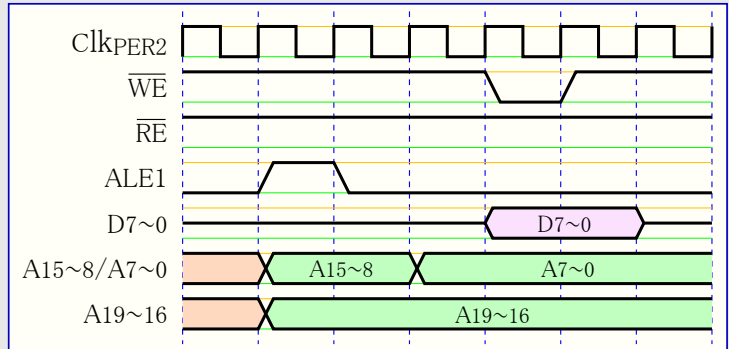 ClkPER2
WE
RE
ALE1
D7~0 D7~0
A15~8/A7~0 A15~8 A7~0
A19~16 A19~16